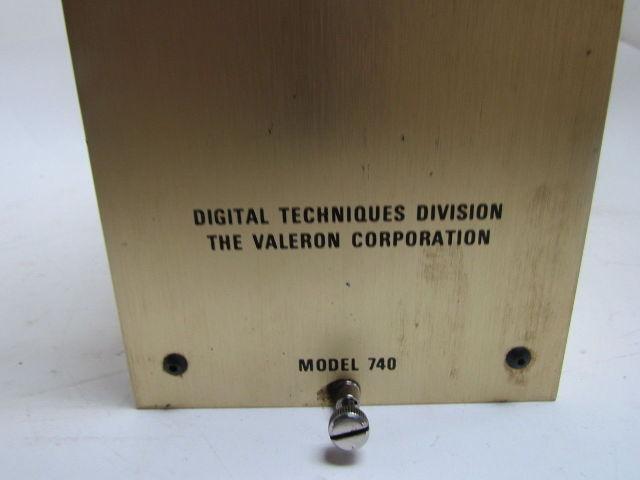 DIGITAL TECHNIQUES DIVISION
THE VALERON CORPORATION
MODEL 740